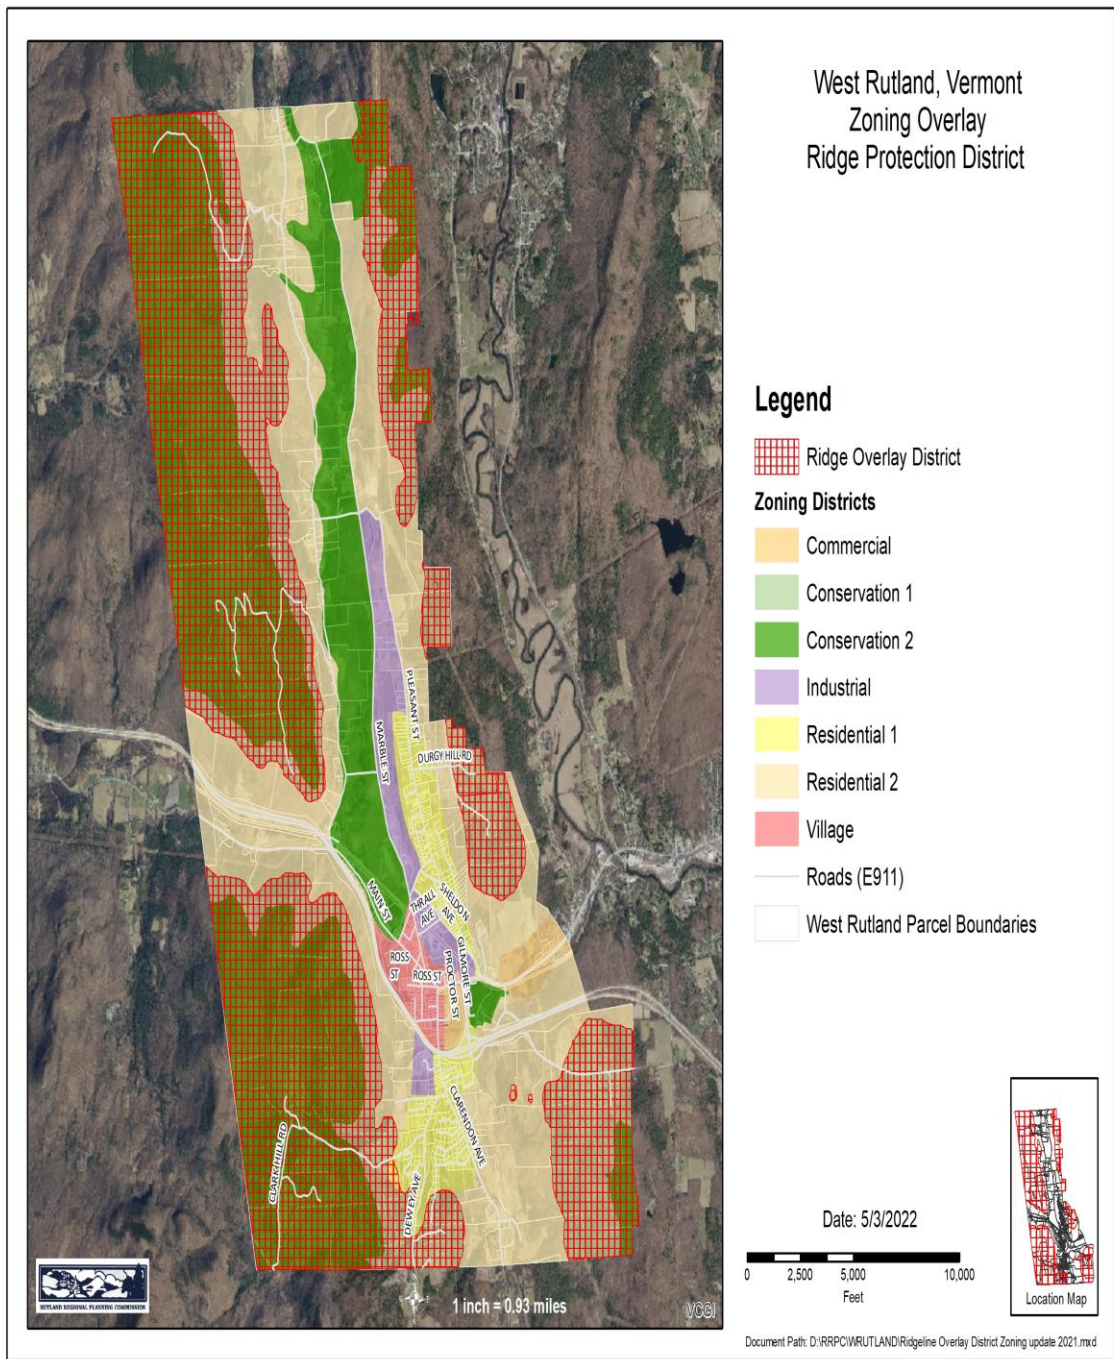 West Rutland, Vermont
Zoning Overlay
Ridge Protection District
Legend
Ridge Overlay District
Zoning Districts
Commercial
Conservation 1
Conservation 2
Industrial
Residential 1
Residential 2
Village
Roads (E911)
West Rutland Parcel Boundaries
PLEASANT ST
MARBLE ST
DURGY HILL RD
MAIN ST
THRALL AVE
SHELDON AVE
ROSS ST
ROSS ST
GILMORE ST
PROCTOR ST
CLARENDON AVE
CLARK HILL RD
DEWEY AVE
RUTLAND REGIONAL PLANNING COMMISSION
1 inch = 0.93 miles
VCGI
Date: 5/3/2022
0 2,500 5,000 10,000
Feet
Location Map
Document Path: D:\RRPC\WRUTLAND\Ridgeline Overlay District Zoning update 2021.mxd